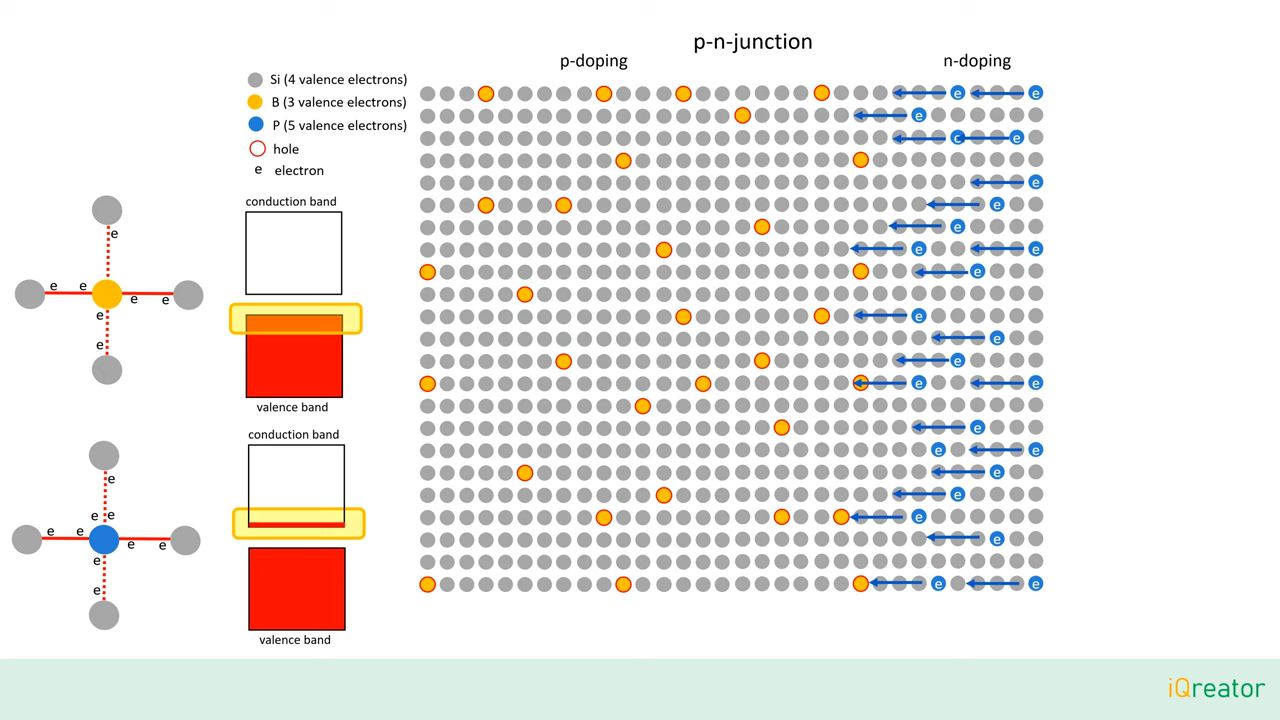 p-n-junction
p-doping
n-doping
Si (4 valence electrons)
B (3 valence electrons)
P (5 valence electrons)
hole
e electron
conduction band
valence band
conduction band
valence band
e
e e e e
e
e
e
e e
e e e e
e
e
e e
e
e e
e
e
e
e e
e
e
e
e
e e
e
e e
e
e
e
e
e e
iQreator